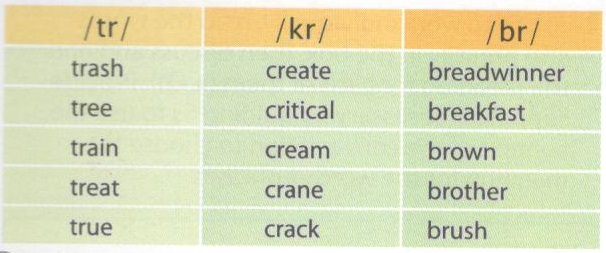 /tr/ /kr/ /br/
trash create breadwinner
tree critical breakfast
train cream brown
treat crane brother
true crack brush